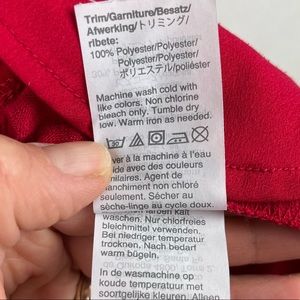 Trim/Garniture/Besatz/
Afwerking/トリミング/
ribete:
100% Polyester/Polyester/
Polyester/Polyester/
ポリエステル/poliéster
Machine wash cold with
like colors. Non chlorine
bleach only. Tumble dry
low. Warm iron as needed.
ver à la machine à l'eau
ide avec des couleurs
milaires. Agent de
lanchiment non chloré
seulement. Sécher au
sèche-linge au cycle doux.
waschen. Nur chlorfreies
bleichmittel verwenden.
Bei niedriger temperatur
trocknen. Nach bedarf
warm bügeln.
In de wasmachine op
koude temperatuur met
soortgelijke kleuren